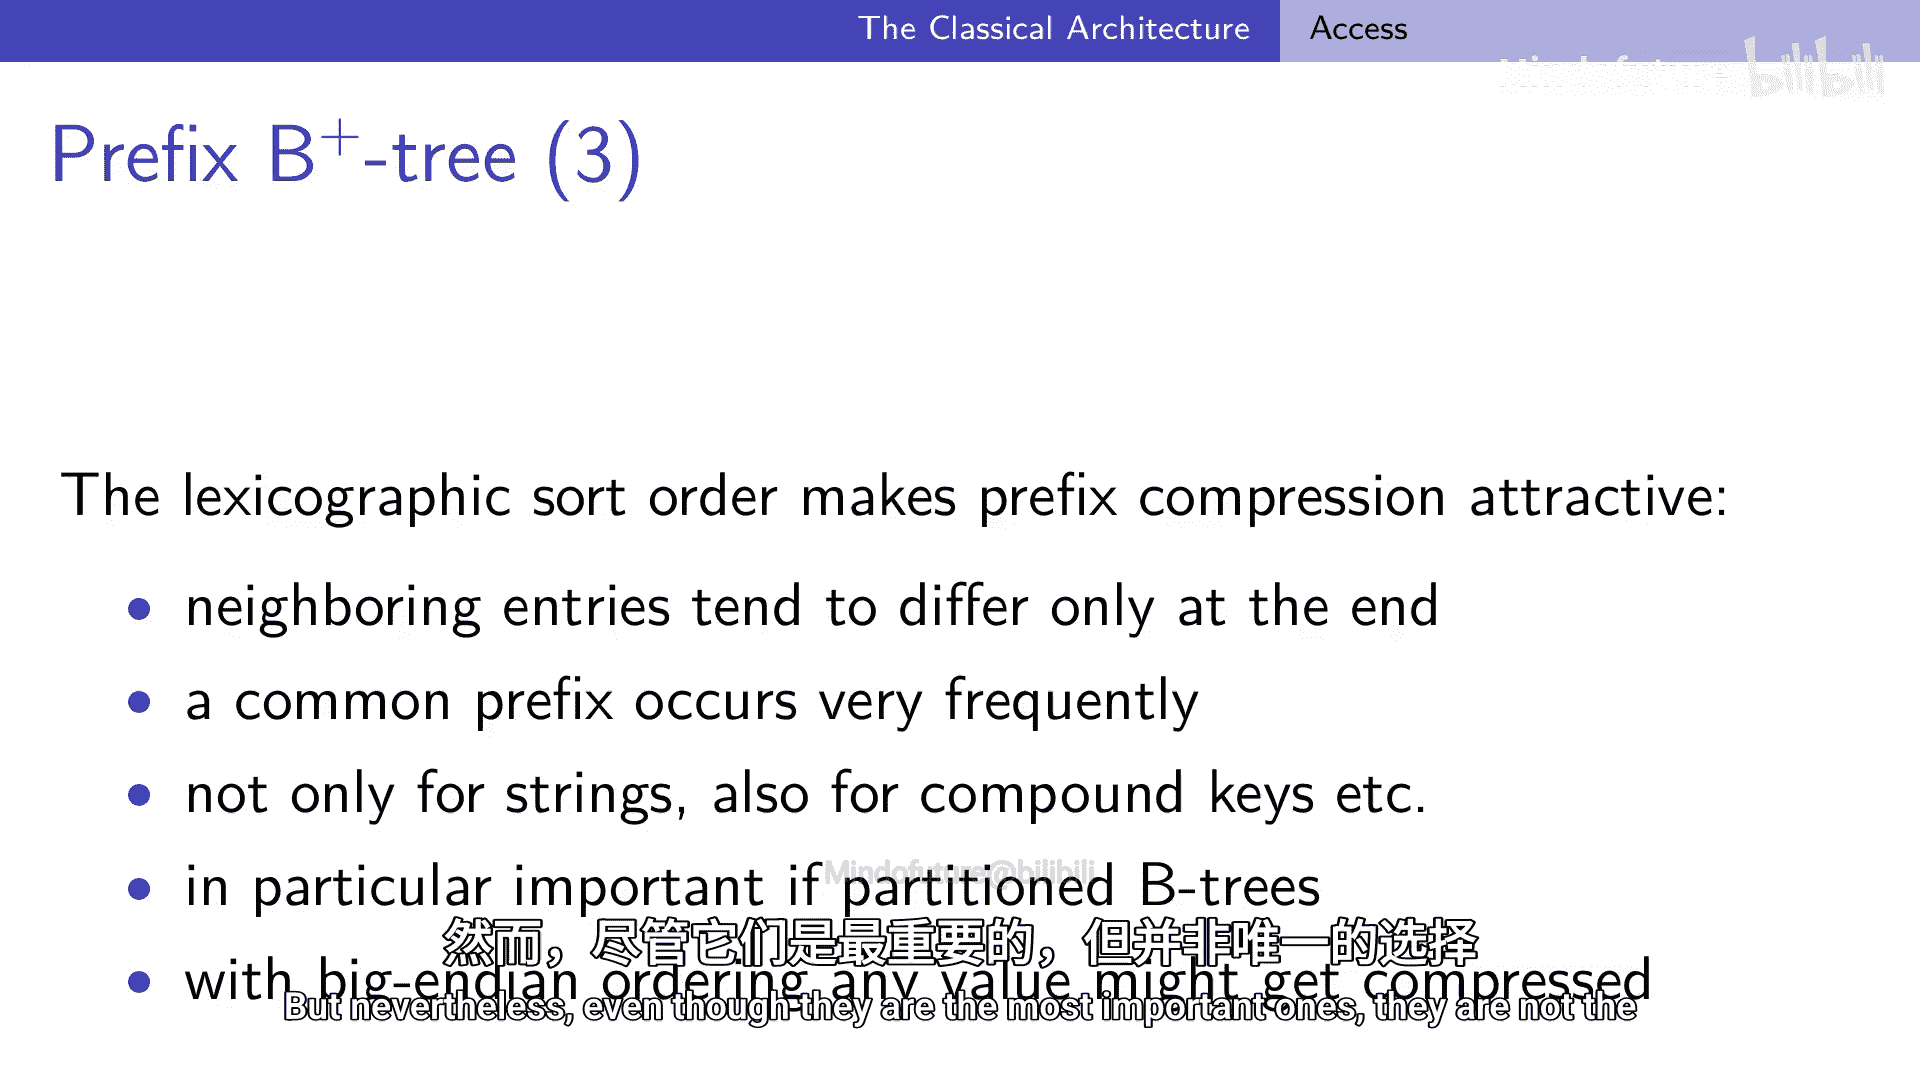 The Classical Architecture Access
bilibili
Prefix B+-tree (3)
The lexicographic sort order makes prefix compression attractive:
• neighboring entries tend to differ only at the end
• a common prefix occurs very frequently
• not only for strings, also for compound keys etc.
Mindofuture@bilibili
• in particular important if partitioned B-trees
然而，尽管它们是最重要的，但并非唯一的选择
• with big-endian ordering any value might get compressed
But nevertheless, even though they are the most important ones, they are not the